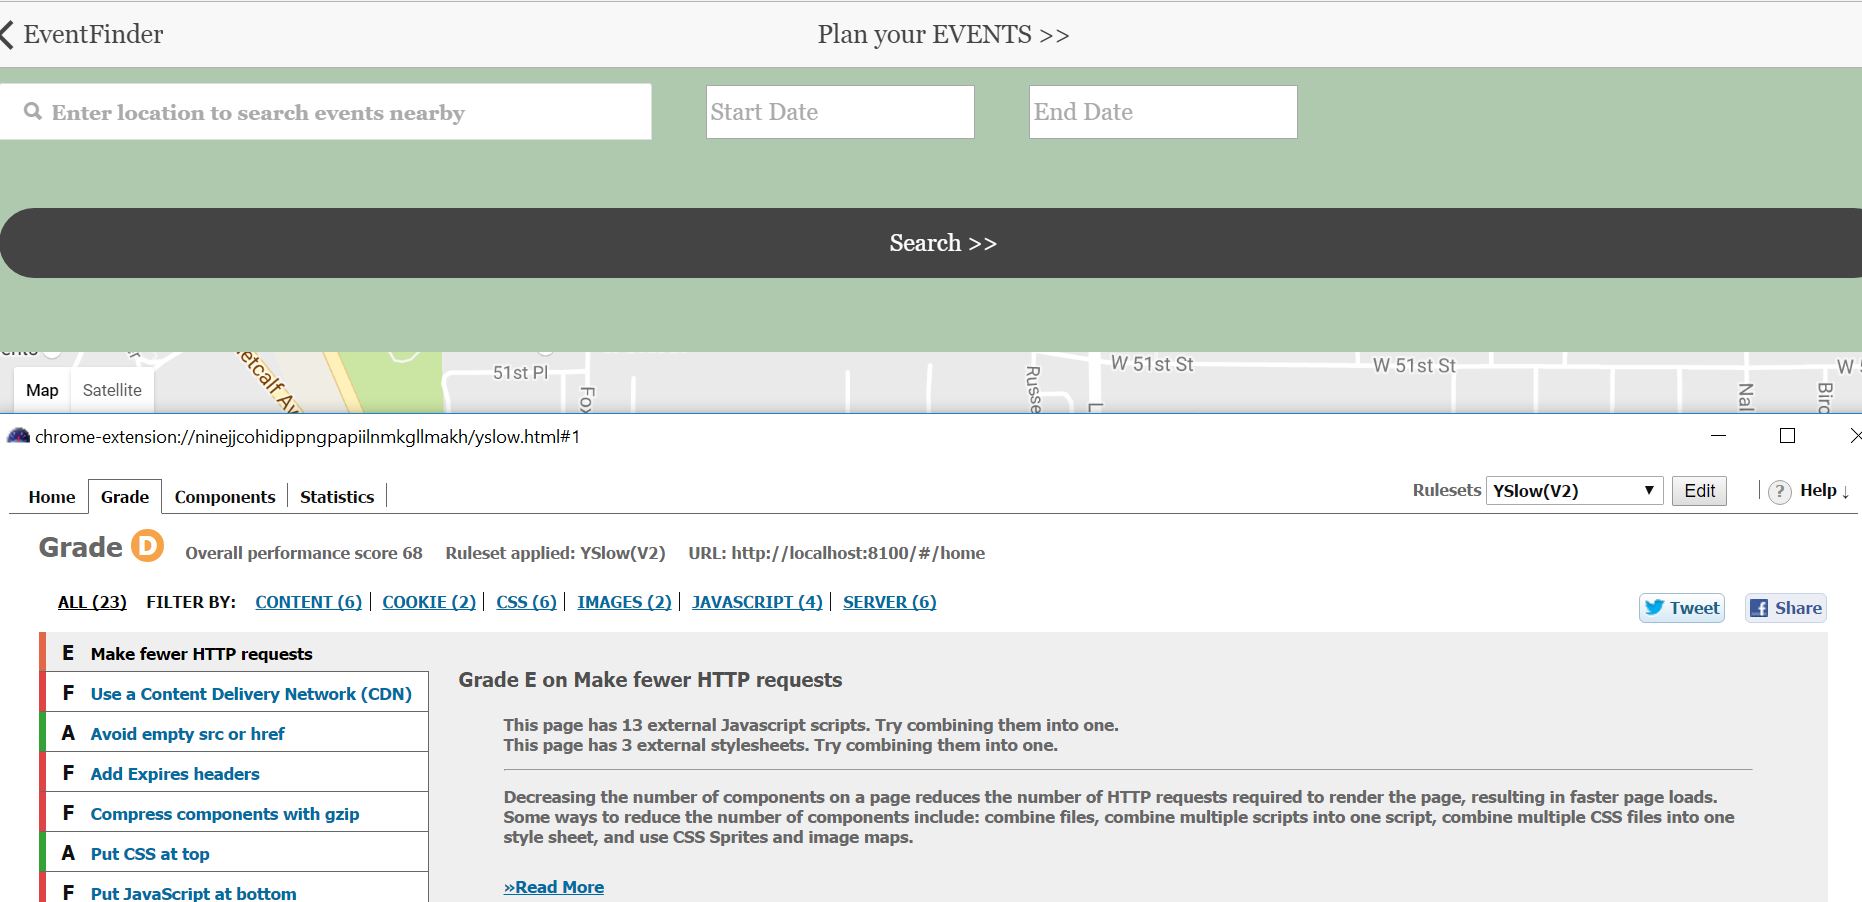 EventFinder
Plan your EVENTS >>
Enter location to search events nearby
Start Date
End Date
Search >>
Map
Satellite
51st Pl
W 51st St
W 51st St
chrome-extension://ninejjcohidippngpapiilnmkgllmakh/yslow.html#1
Home
Grade
Components
Statistics
Rulesets
YSlow(V2)
Edit
?
Help ↓
Grade D
Overall performance score 68
Ruleset applied: YSlow(V2)
URL: http://localhost:8100/#/home
ALL (23)
FILTER BY:
CONTENT (6)
COOKIE (2)
CSS (6)
IMAGES (2)
JAVASCRIPT (4)
SERVER (6)
Tweet
Share
E Make fewer HTTP requests
F Use a Content Delivery Network (CDN)
A Avoid empty src or href
F Add Expires headers
F Compress components with gzip
A Put CSS at top
F Put JavaScript at bottom
Grade E on Make fewer HTTP requests
This page has 13 external Javascript scripts. Try combining them into one.
This page has 3 external stylesheets. Try combining them into one.
Decreasing the number of components on a page reduces the number of HTTP requests required to render the page, resulting in faster page loads.
Some ways to reduce the number of components include: combine files, combine multiple scripts into one script, combine multiple CSS files into one
style sheet, and use CSS Sprites and image maps.
»Read More